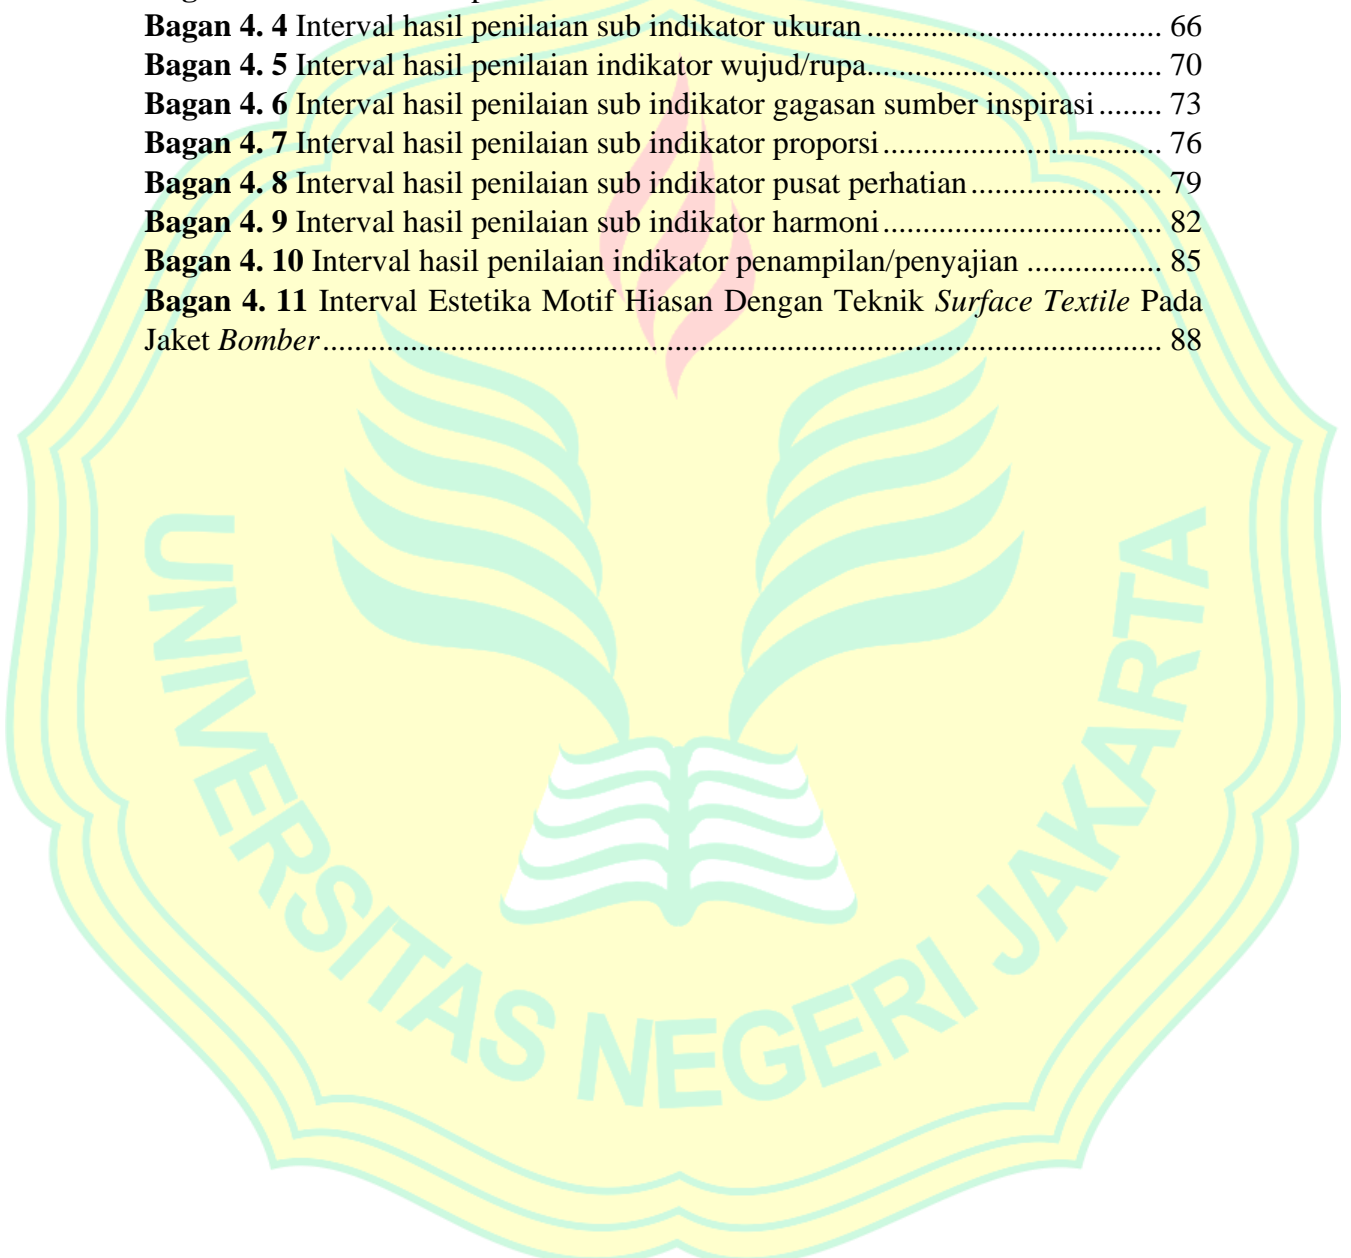 Bagan 4. 4 Interval hasil penilaian sub indikator ukuran .................................... 66
Bagan 4. 5 Interval hasil penilaian indikator wujud/rupa.................................... 70
Bagan 4. 6 Interval hasil penilaian sub indikator gagasan sumber inspirasi ........ 73
Bagan 4. 7 Interval hasil penilaian sub indikator proporsi .................................. 76
Bagan 4. 8 Interval hasil penilaian sub indikator pusat perhatian ....................... 79
Bagan 4. 9 Interval hasil penilaian sub indikator harmoni .................................. 82
Bagan 4. 10 Interval hasil penilaian indikator penampilan/penyajian ................. 85
Bagan 4. 11 Interval Estetika Motif Hiasan Dengan Teknik Surface Textile Pada
Jaket Bomber ....................................................................................................... 88
UNIVERSITAS NEGERI JAKARTA